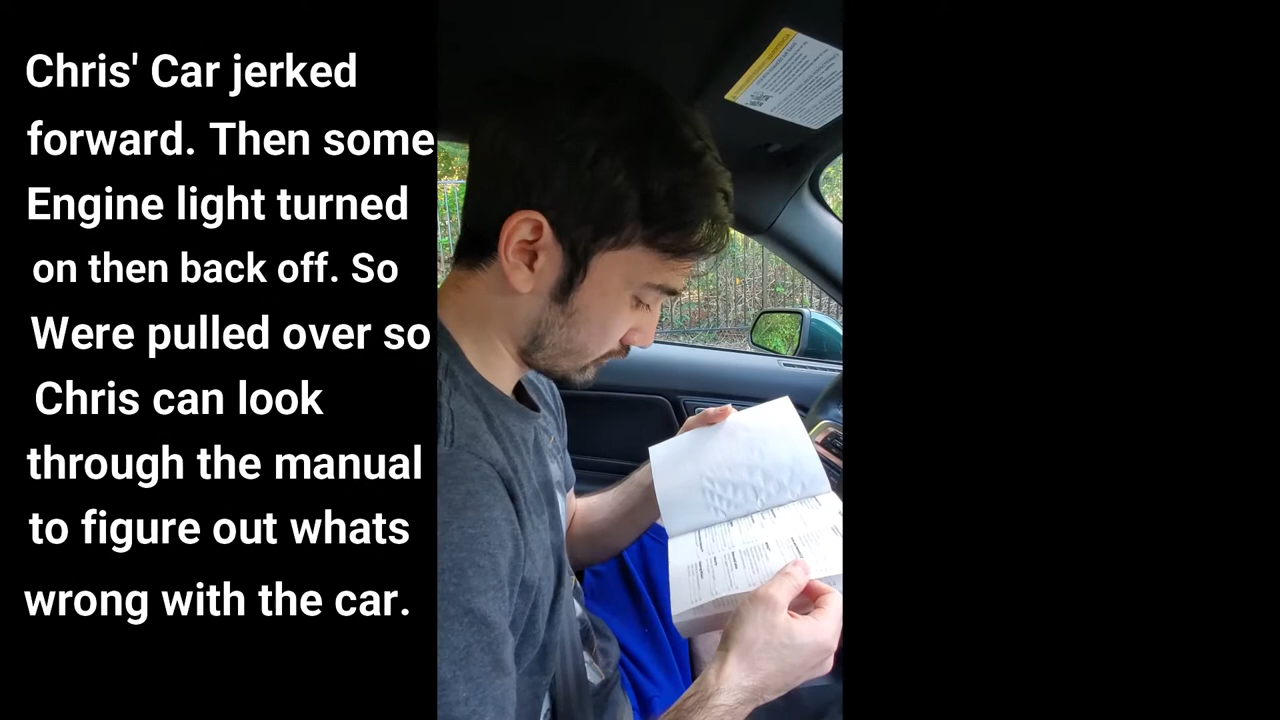 Chris' Car jerked
forward. Then some
Engine light turned
on then back off. So
Were pulled over so
Chris can look
through the manual
to figure out whats
wrong with the car.